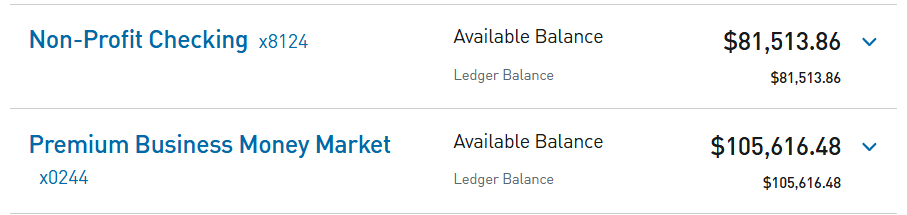 Non-Profit Checking x8124 Available Balance $81,513.86
Ledger Balance $81,513.86
Premium Business Money Market Available Balance $105,616.48
x0244 Ledger Balance $105,616.48